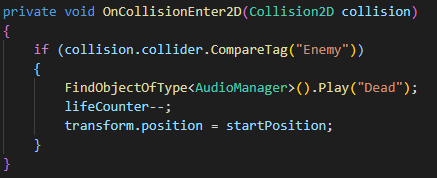 private void OnCollisionEnter2D(Collision2D collision)
{
    if (collision.collider.CompareTag("Enemy"))
    {
        FindObjectOfType<AudioManager>().Play("Dead");
        lifeCounter--;
        transform.position = startPosition;
    }
}